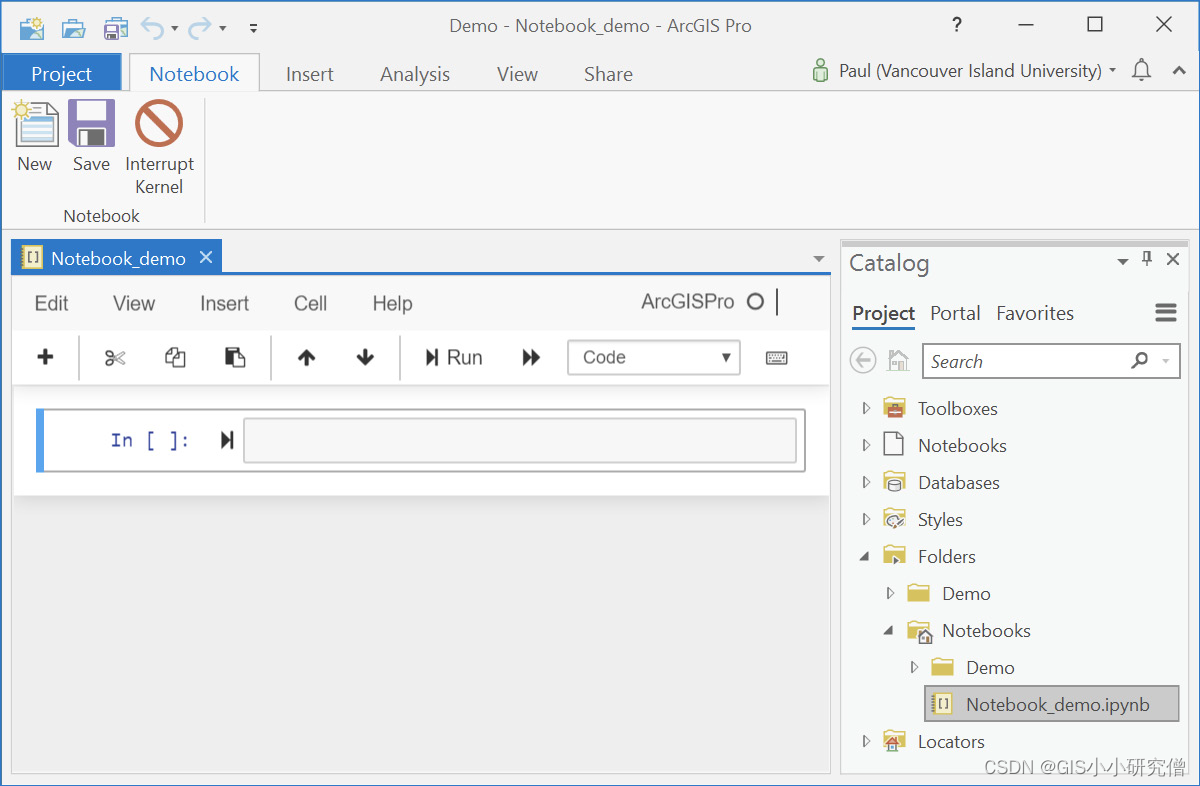 Demo - Notebook_demo - ArcGIS Pro
?
Project Notebook Insert Analysis View Share
Paul (Vancouver Island University)
New Save Interrupt Kernel
Notebook
Notebook_demo
Edit View Insert Cell Help
ArcGISPro
Run Code
In [ ]:
Catalog
Project Portal Favorites
Search
Toolboxes
Notebooks
Databases
Styles
Folders
Demo
Notebooks
Demo
Notebook_demo.ipynb
Locators
CSDN @GIS小小研究僧